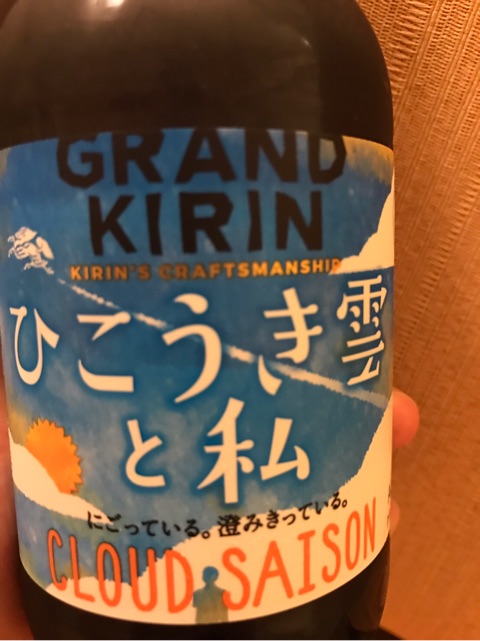 GRAND
KIRIN
KIRIN'S CRAFTSMANSHIP
ひこうき雲
と私
にごっている。澄みきっている。
CLOUD SAISON